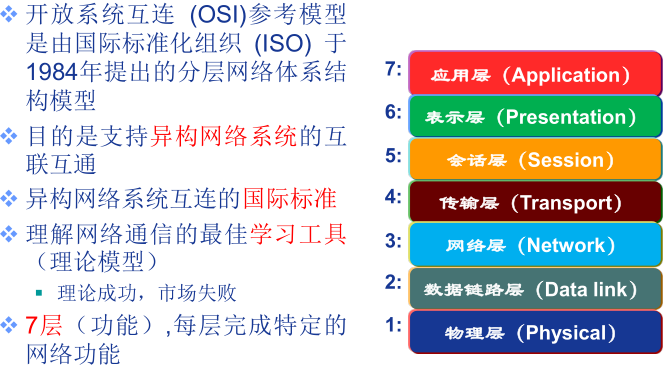 开放系统互连 (OSI)参考模型
是由国际标准化组织 (ISO) 于
1984年提出的分层网络体系结
构模型
目的是支持异构网络系统的互
联互通
异构网络系统互连的国际标准
理解网络通信的最佳学习工具
（理论模型）
理论成功，市场失败
7层（功能）,每层完成特定的
网络功能
7: 应用层（Application）
6: 表示层（Presentation）
5: 会话层（Session）
4: 传输层（Transport）
3: 网络层（Network）
2: 数据链路层（Data link）
1: 物理层（Physical）